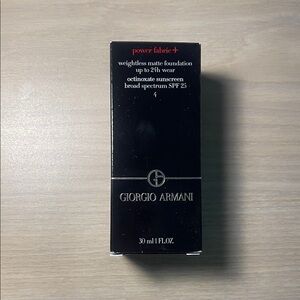 power fabric+
weightless matte foundation
up to 24h wear
octinoxate sunscreen
broad spectrum SPF 25
4
GIORGIO ARMANI
30 ml 1 FL.OZ.